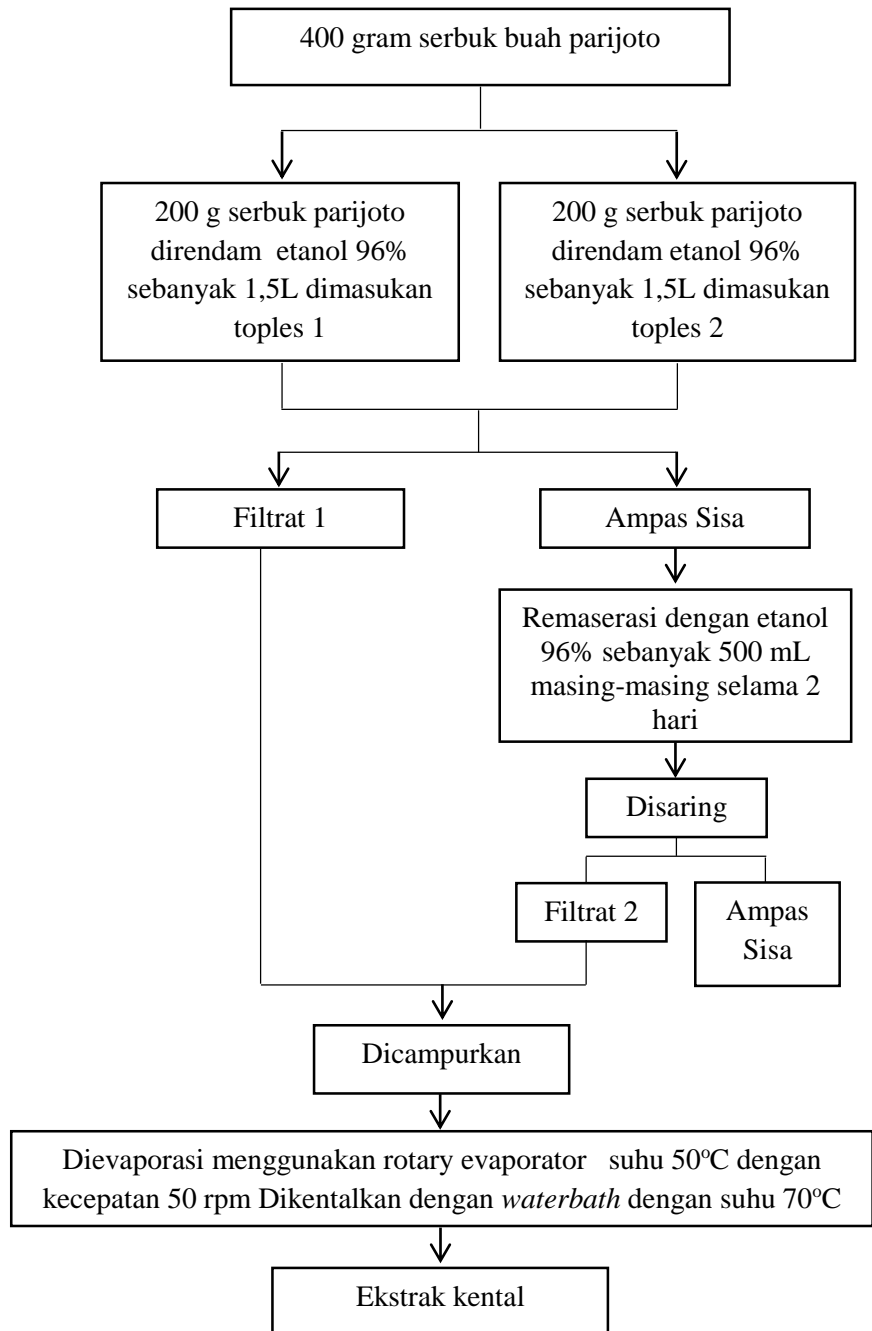 400 gram serbuk buah parijoto
200 g serbuk parijoto
direndam etanol 96%
sebanyak 1,5L dimasukan
toples 1
200 g serbuk parijoto
direndam etanol 96%
sebanyak 1,5L dimasukan
toples 2
Filtrat 1
Ampas Sisa
Remaserasi dengan etanol
96% sebanyak 500 mL
masing-masing selama 2
hari
Disaring
Filtrat 2
Ampas
Sisa
Dicampurkan
Dievaporasi menggunakan rotary evaporator suhu 50°C dengan
kecepatan 50 rpm Dikentalkan dengan waterbath dengan suhu 70°C
Ekstrak kental